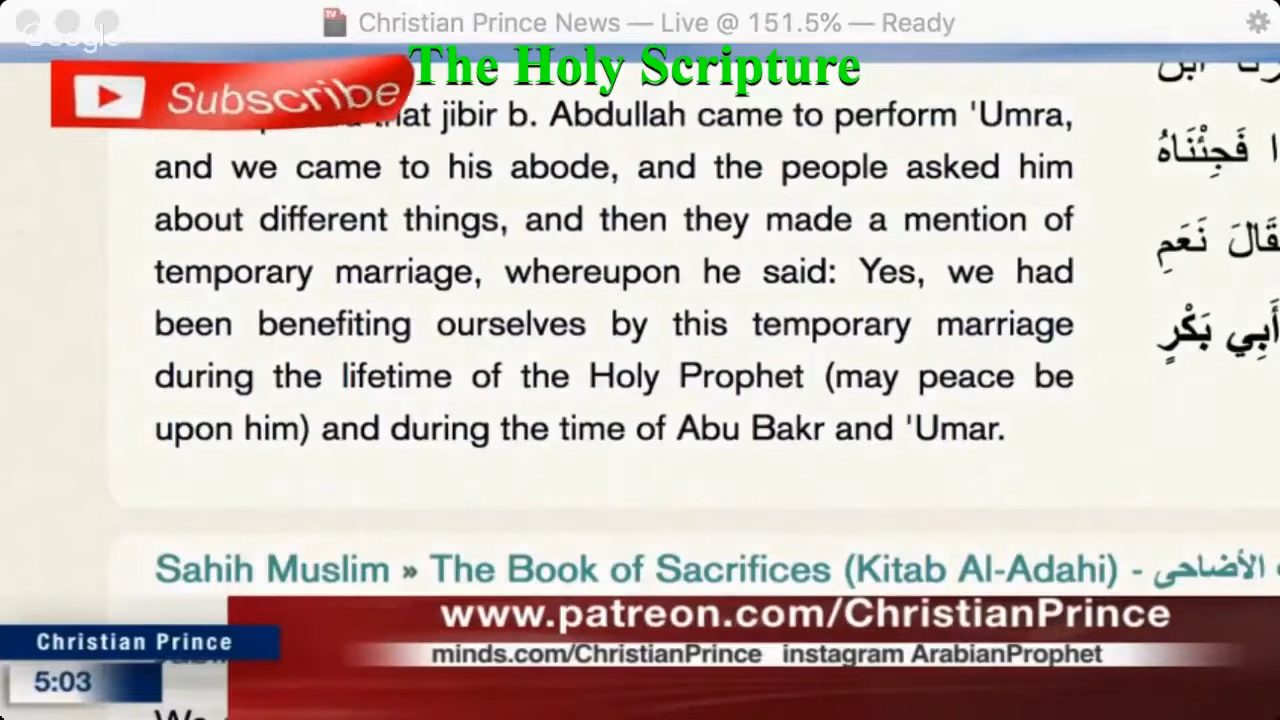 Christian Prince News — Live @ 151.5% — Ready
Google
The Holy Scripture
Subscribe
that jibir b. Abdullah came to perform 'Umra,
and we came to his abode, and the people asked him
about different things, and then they made a mention of
temporary marriage, whereupon he said: Yes, we had
been benefiting ourselves by this temporary marriage
during the lifetime of the Holy Prophet (may peace be
upon him) and during the time of Abu Bakr and 'Umar.
ا فَجِئْنَاهُ
قَالَ نَعَمِ
أَبِي بَكْرٍ
Sahih Muslim » The Book of Sacrifices (Kitab Al-Adahi) - الأضاحى
www.patreon.com/ChristianPrince
Christian Prince
minds.com/ChristianPrince instagram ArabianProphet
5:03
We